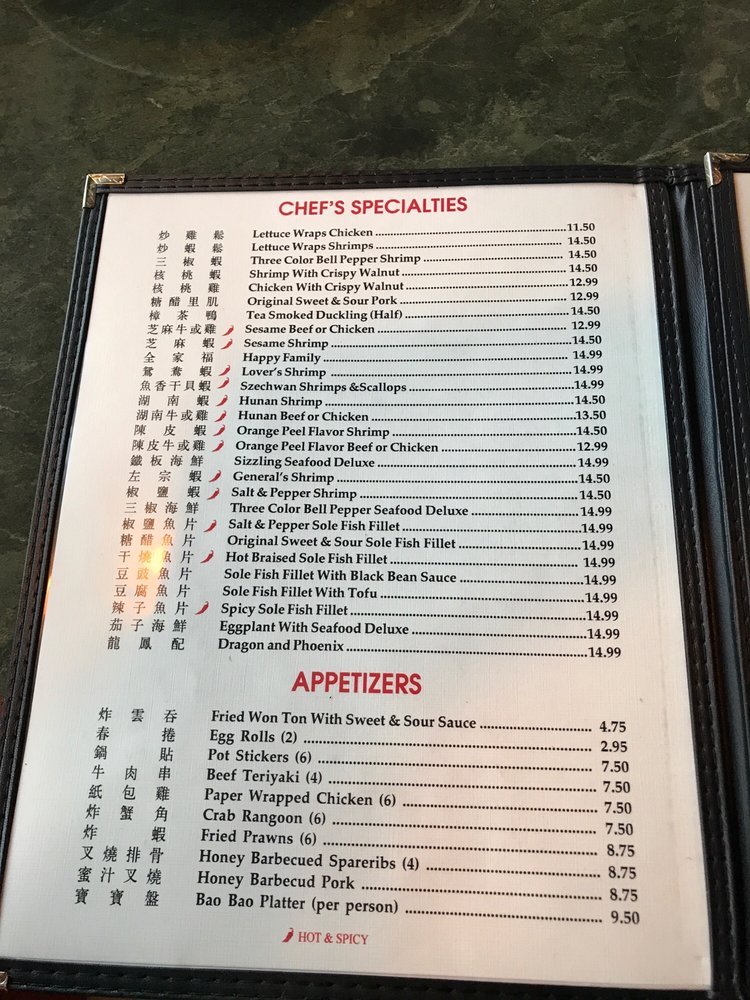 CHEF'S SPECIALTIES
炒雞鬆 Lettuce Wraps Chicken 11.50
炒蝦鬆 Lettuce Wraps Shrimps 14.50
三椒蝦 Three Color Bell Pepper Shrimp 14.50
核桃蝦 Shrimp With Crispy Walnut 14.50
核桃雞 Chicken With Crispy Walnut 12.99
糖醋里肌 Original Sweet & Sour Pork 12.99
樟茶鴨 Tea Smoked Duckling (Half) 14.50
芝麻牛或雞 Sesame Beef or Chicken 12.99
芝麻蝦 Sesame Shrimp 14.50
全家福 Happy Family 14.99
鴛鴦蝦 Lover's Shrimp 14.99
魚香干貝蝦 Szechwan Shrimps &Scallops 14.99
湖南蝦 Hunan Shrimp 14.50
湖南牛或雞 Hunan Beef or Chicken 13.50
陳皮蝦 Orange Peel Flavor Shrimp 14.50
陳皮牛或雞 Orange Peel Flavor Beef or Chicken 12.99
鐵板海鮮 Sizzling Seafood Deluxe 14.99
左宗蝦 General's Shrimp 14.50
椒鹽蝦 Salt & Pepper Shrimp 14.50
三椒海鮮 Three Color Bell Pepper Seafood Deluxe 14.99
椒鹽魚片 Salt & Pepper Sole Fish Fillet 14.99
糖醋魚片 Original Sweet & Sour Sole Fish Fillet 14.99
干燒魚片 Hot Braised Sole Fish Fillet 14.99
豆豉魚片 Sole Fish Fillet With Black Bean Sauce 14.99
豆腐魚片 Sole Fish Fillet With Tofu 14.99
辣子魚片 Spicy Sole Fish Fillet 14.99
茄子海鮮 Eggplant With Seafood Deluxe 14.99
龍鳳配 Dragon and Phoenix 14.99
APPETIZERS
炸雲吞 Fried Won Ton With Sweet & Sour Sauce 4.75
春捲 Egg Rolls (2) 2.95
鍋貼 Pot Stickers (6) 7.50
牛肉串 Beef Teriyaki (4) 7.50
紙包雞 Paper Wrapped Chicken (6) 7.50
炸蟹角 Crab Rangoon (6) 7.50
炸蝦 Fried Prawns (6) 8.75
叉燒排骨 Honey Barbecued Spareribs (4) 8.75
蜜汁叉燒 Honey Barbecud Pork 8.75
寶寶盤 Bao Bao Platter (per person) 9.50
HOT & SPICY